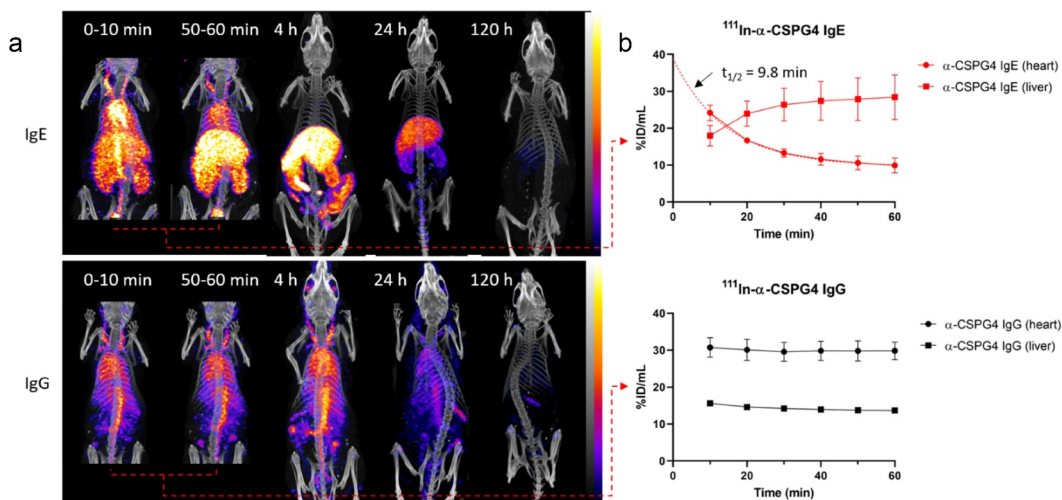 a
0-10 min 50-60 min 4 h 24 h 120 h
IgE
0-10 min 50-60 min 4 h 24 h 120 h
IgG
b
¹¹¹In-α-CSPG4 IgE
α-CSPG4 IgE (heart)
α-CSPG4 IgE (liver)
t1/2 = 9.8 min
%ID/mL
40
30
20
10
0
0 20 40 60
Time (min)
¹¹¹In-α-CSPG4 IgG
α-CSPG4 IgG (heart)
α-CSPG4 IgG (liver)
%ID/mL
40
30
20
10
0
0 20 40 60
Time (min)